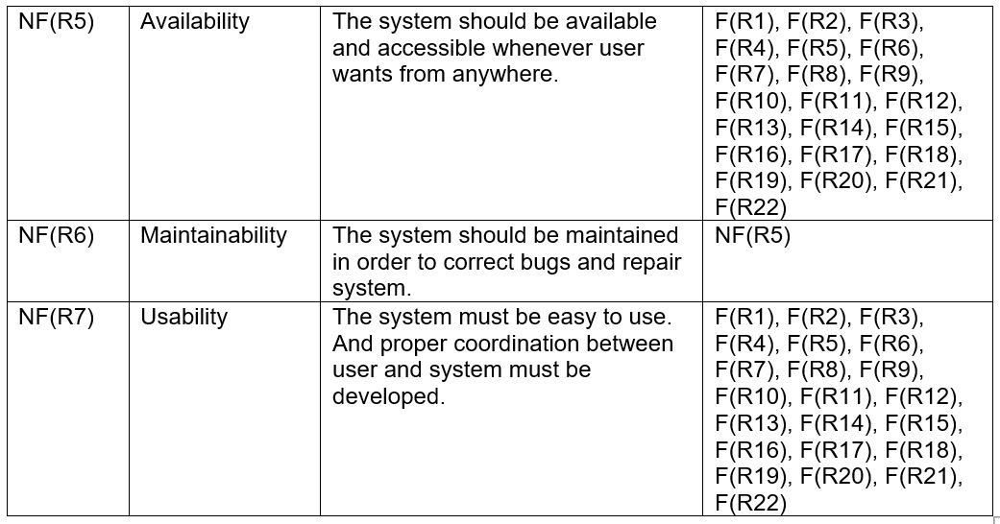 NF(R5) Availability The system should be available F(R1), F(R2), F(R3),
and accessible whenever user F(R4), F(R5), F(R6),
wants from anywhere. F(R7), F(R8), F(R9),
F(R10), F(R11), F(R12),
F(R13), F(R14), F(R15),
F(R16), F(R17), F(R18),
F(R19), F(R20), F(R21),
F(R22)
NF(R6) Maintainability The system should be maintained NF(R5)
in order to correct bugs and repair
system.
NF(R7) Usability The system must be easy to use. F(R1), F(R2), F(R3),
And proper coordination between F(R4), F(R5), F(R6),
user and system must be F(R7), F(R8), F(R9),
developed. F(R10), F(R11), F(R12),
F(R13), F(R14), F(R15),
F(R16), F(R17), F(R18),
F(R19), F(R20), F(R21),
F(R22)